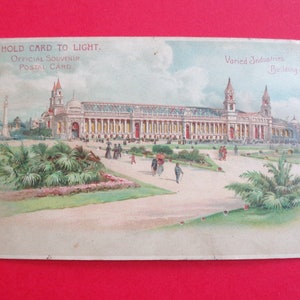 HOLD CARD TO LIGHT.
OFFICIAL SOUVENIR
POSTAL CARD.
Varied Industries
Building